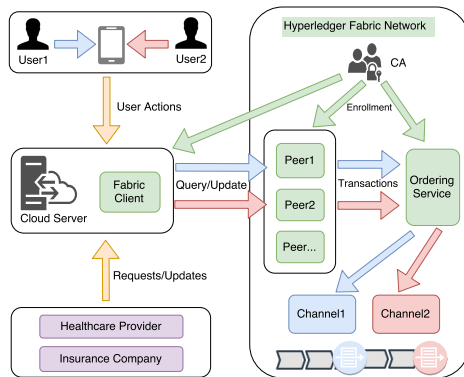 Hyperledger Fabric Network
User1
User2
CA
User Actions
Enrollment
Peer1
Query/Update
Transactions
Fabric
Client
Peer2
Ordering
Service
Cloud Server
Peer...
Requests/Updates
Channel1
Channel2
Healthcare Provider
Insurance Company